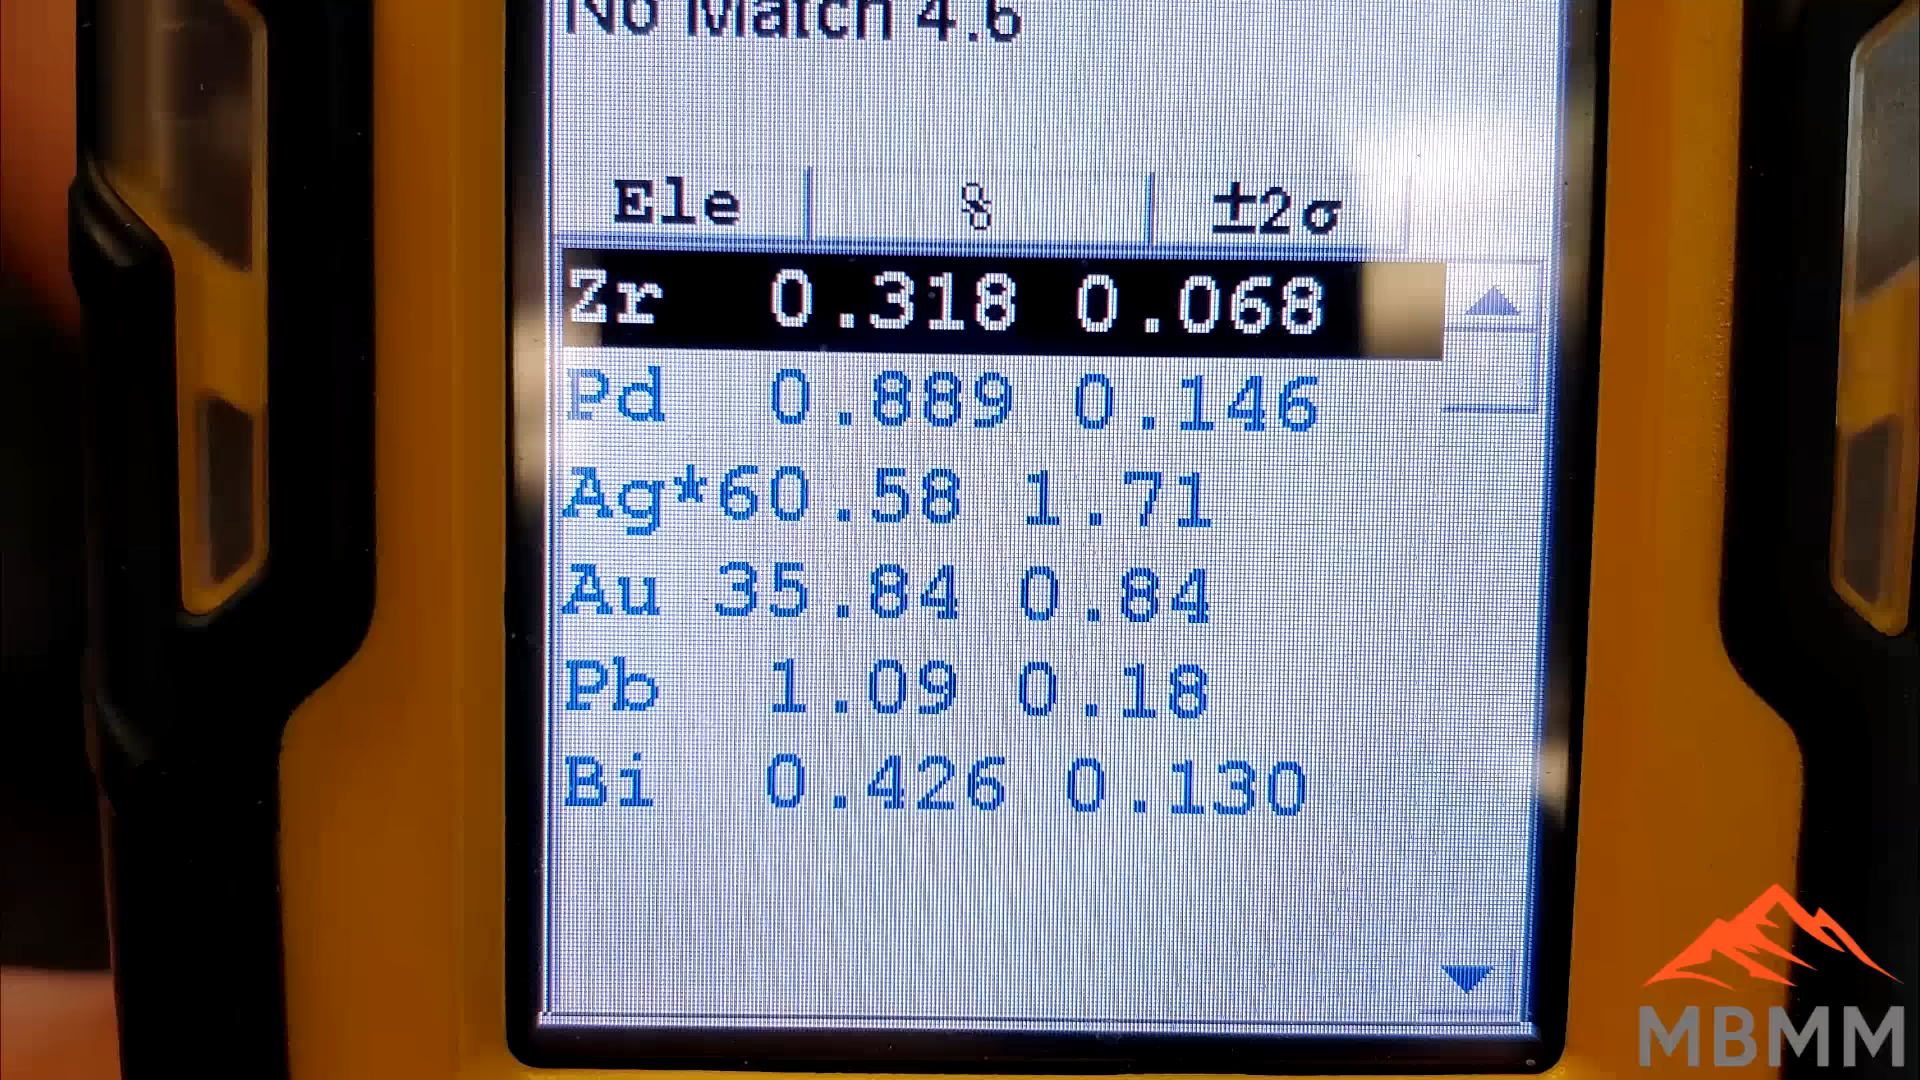 No Match 4.6
Ele % ±2σ
Zr 0.318 0.068
Pd 0.889 0.146
Ag*60.58 1.71
Au 35.84 0.84
Pb 1.09 0.18
Bi 0.426 0.130
MBMM